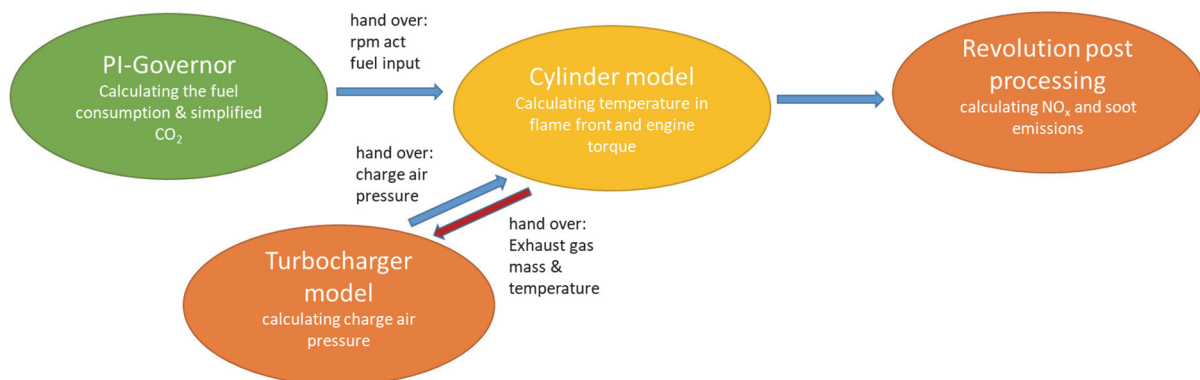 hand over:
rpm act
fuel input
PI-Governor
Calculating the fuel
consumption & simplified
CO₂
Cylinder model
Calculating temperature in
flame front and engine
torque
Revolution post
processing
calculating NOₓ and soot
emissions
hand over:
charge air
pressure
hand over:
Exhaust gas
mass &
temperature
Turbocharger
model
calculating charge air
pressure